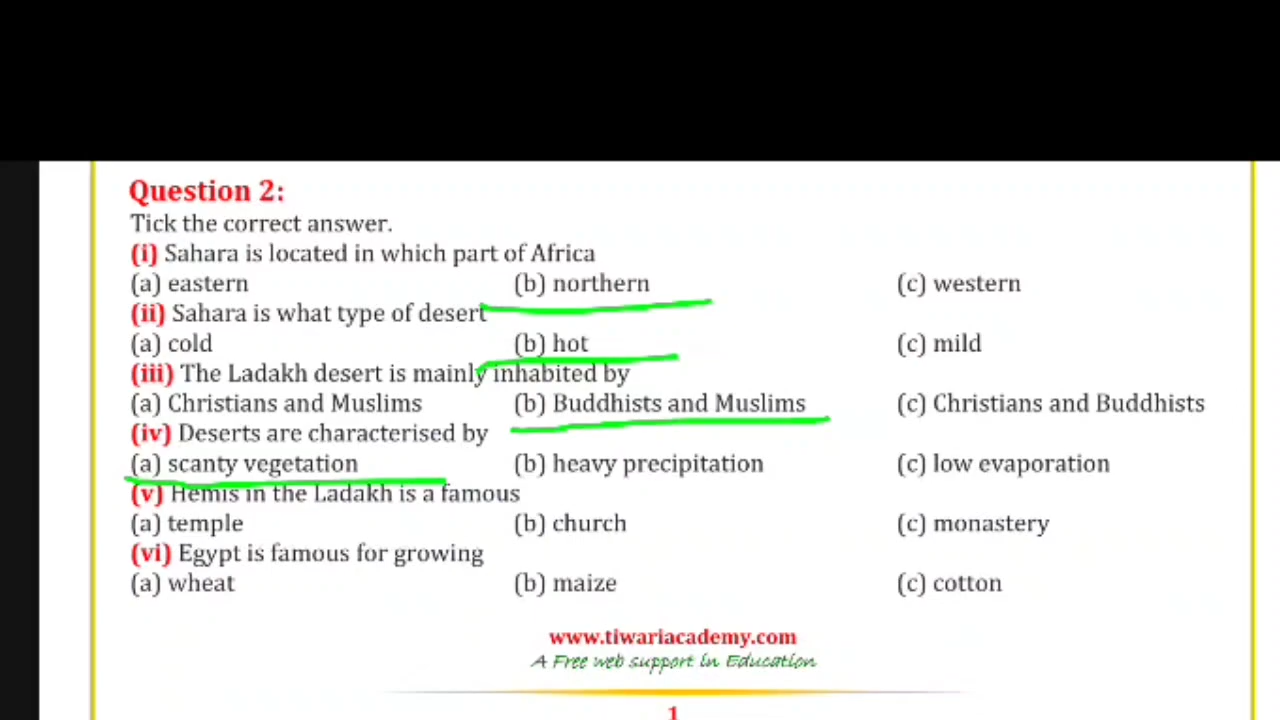 Question 2:
Tick the correct answer.
(i) Sahara is located in which part of Africa
(a) eastern (b) northern (c) western
(ii) Sahara is what type of desert
(a) cold (b) hot (c) mild
(iii) The Ladakh desert is mainly inhabited by
(a) Christians and Muslims (b) Buddhists and Muslims (c) Christians and Buddhists
(iv) Deserts are characterised by
(a) scanty vegetation (b) heavy precipitation (c) low evaporation
(v) Hemis in the Ladakh is a famous
(a) temple (b) church (c) monastery
(vi) Egypt is famous for growing
(a) wheat (b) maize (c) cotton
www.tiwariacademy.com
A Free web support in Education
1